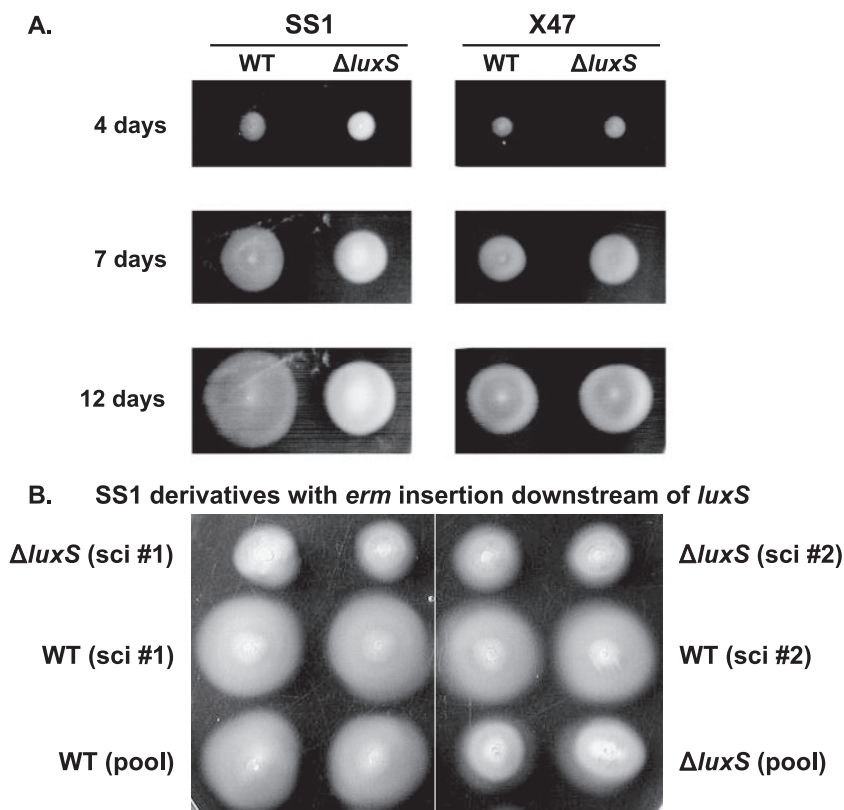 A.
SS1 X47
WT ΔluxS WT ΔluxS
4 days
7 days
12 days
B. SS1 derivatives with erm insertion downstream of luxS
ΔluxS (sci #1) ΔluxS (sci #2)
WT (sci #1) WT (sci #2)
WT (pool) ΔluxS (pool)